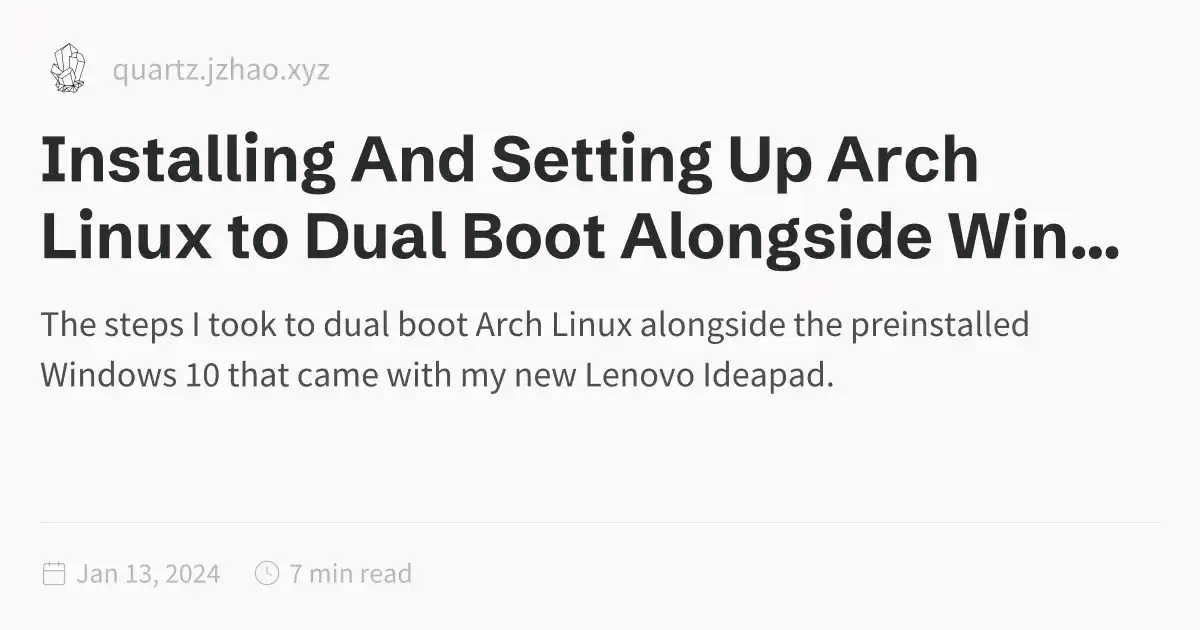 quartz.jzhao.xyz
Installing And Setting Up Arch
Linux to Dual Boot Alongside Win...
The steps I took to dual boot Arch Linux alongside the preinstalled
Windows 10 that came with my new Lenovo Ideapad.
Jan 13, 2024 7 min read